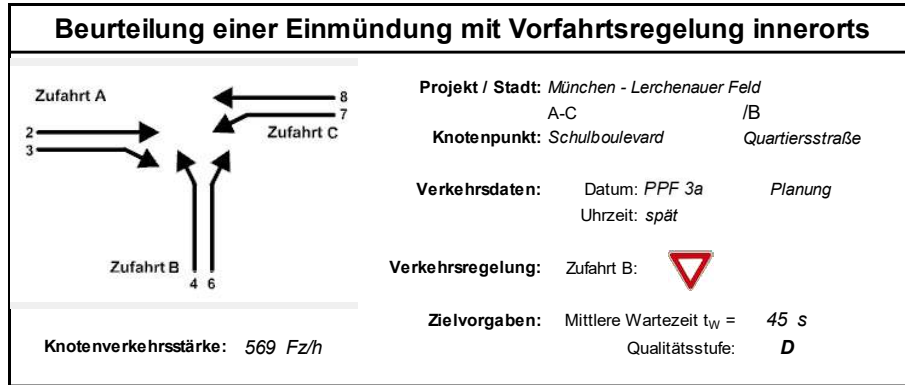 Beurteilung einer Einmündung mit Vorfahrtsregelung innerorts
Zufahrt A
2
3
8
7
Zufahrt C
Zufahrt B
4 6
Knotenverkehrsstärke: 569 Fz/h
Projekt / Stadt: München - Lerchenauer Feld
A-C /B
Knotenpunkt: Schulboulevard Quartiersstraße
Verkehrsdaten: Datum: PPF 3a Planung
Uhrzeit: spät
Verkehrsregelung: Zufahrt B:
Zielvorgaben: Mittlere Wartezeit tW = 45 s
Qualitätsstufe: D